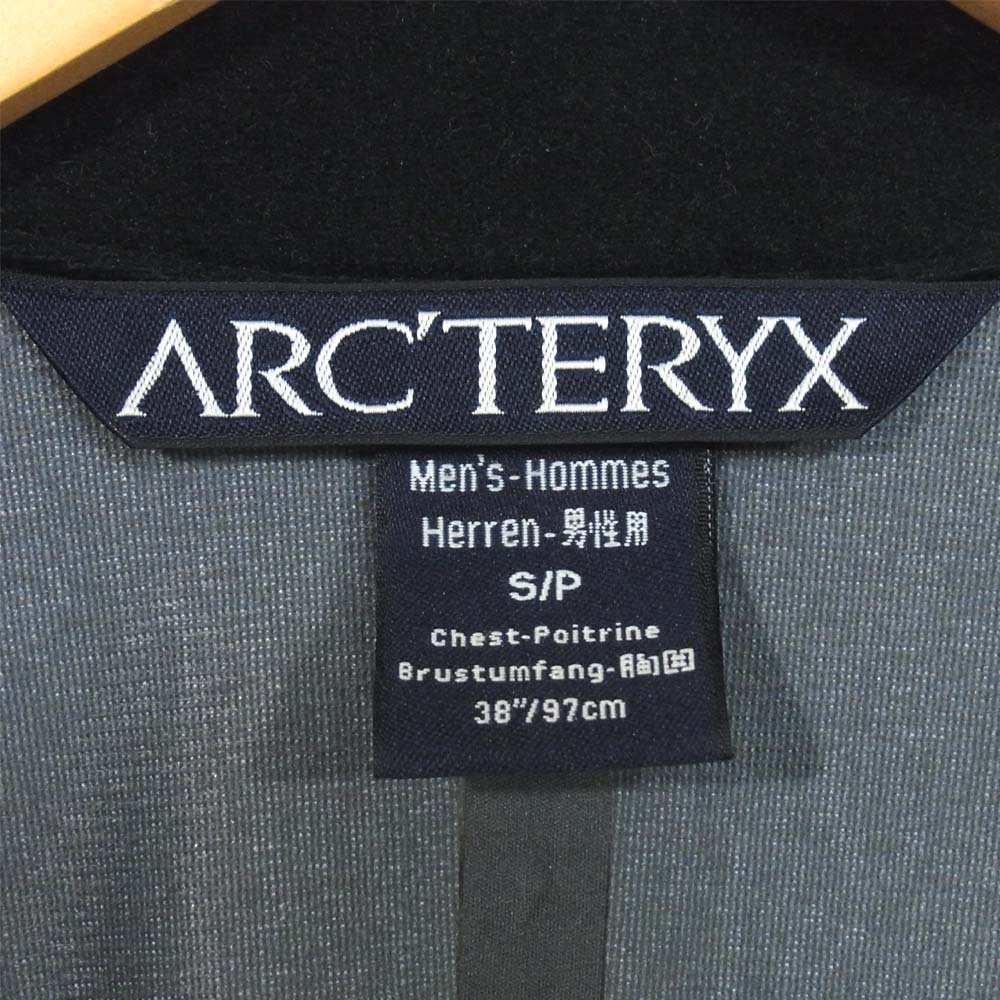 ARC'TERYX
Men's-Hommes
Herren-男性用
S/P
Chest-Poitrine
Brustumfang-胸囲
38"/97cm